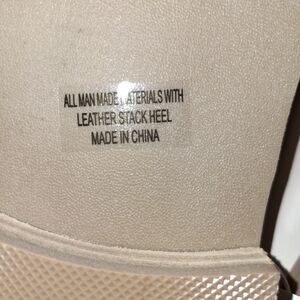 ALL MAN MADE MATERIALS WITH
LEATHER STACK HEEL
MADE IN CHINA